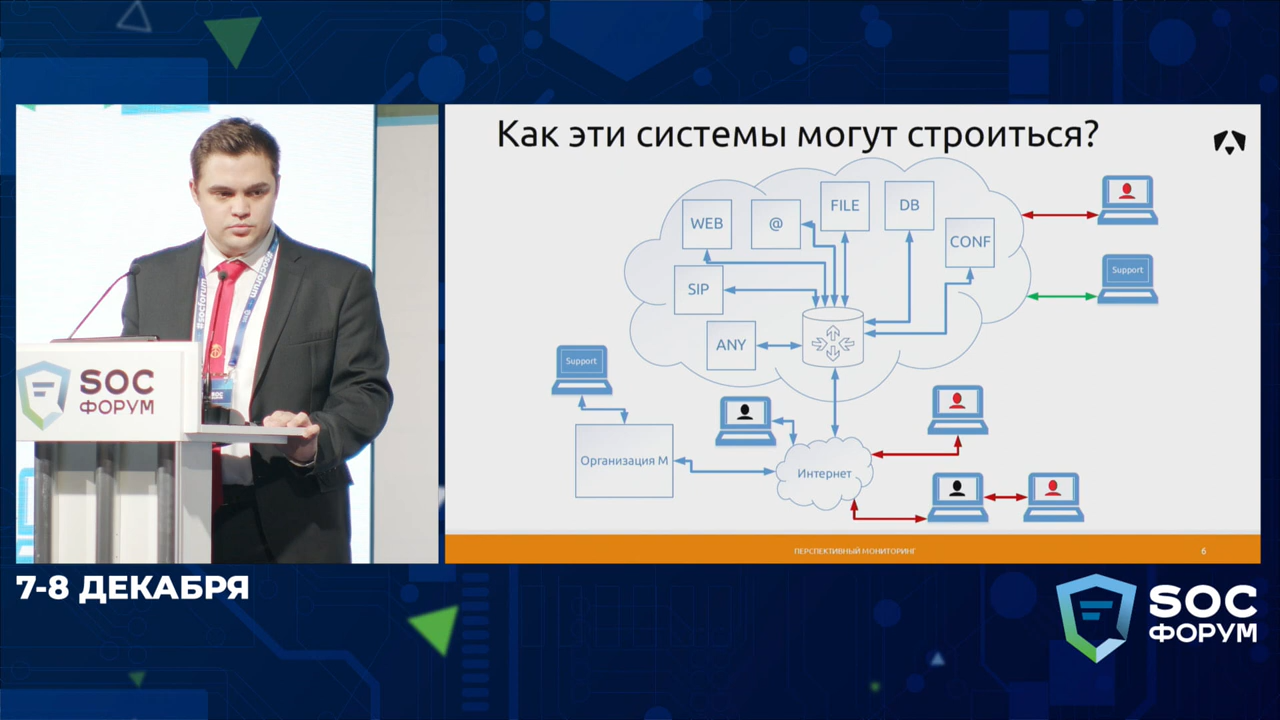 Как эти системы могут строиться?
WEB
@
FILE
DB
CONF
SIP
ANY
Support
Support
Организация М
Интернет
ПЕРСПЕКТИВНЫЙ МОНИТОРИНГ
6
#socforum
SOC
ФОРУМ
7-8 ДЕКАБРЯ
SOC
ФОРУМ